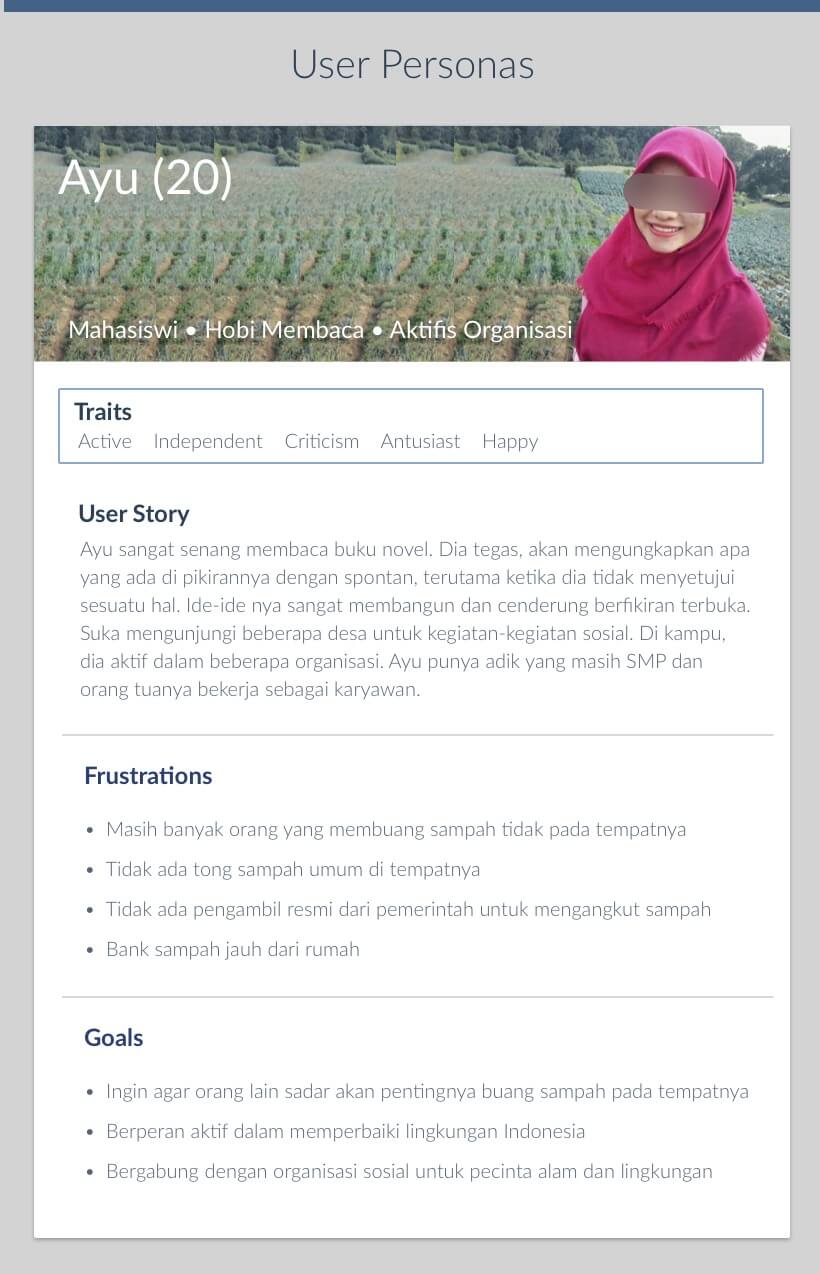 User Personas
Ayu (20)
Mahasiswi • Hobi Membaca • Aktifis Organisasi
Traits
Active Independent Criticism Antusiast Happy
User Story
Ayu sangat senang membaca buku novel. Dia tegas, akan mengungkapkan apa
yang ada di pikirannya dengan spontan, terutama ketika dia tidak menyetujui
sesuatu hal. Ide-ide nya sangat membangun dan cenderung berfikiran terbuka.
Suka mengunjungi beberapa desa untuk kegiatan-kegiatan sosial. Di kampu,
dia aktif dalam beberapa organisasi. Ayu punya adik yang masih SMP dan
orang tuanya bekerja sebagai karyawan.
Frustrations
• Masih banyak orang yang membuang sampah tidak pada tempatnya
• Tidak ada tong sampah umum di tempatnya
• Tidak ada pengambil resmi dari pemerintah untuk mengangkut sampah
• Bank sampah jauh dari rumah
Goals
• Ingin agar orang lain sadar akan pentingnya buang sampah pada tempatnya
• Berperan aktif dalam memperbaiki lingkungan Indonesia
• Bergabung dengan organisasi sosial untuk pecinta alam dan lingkungan